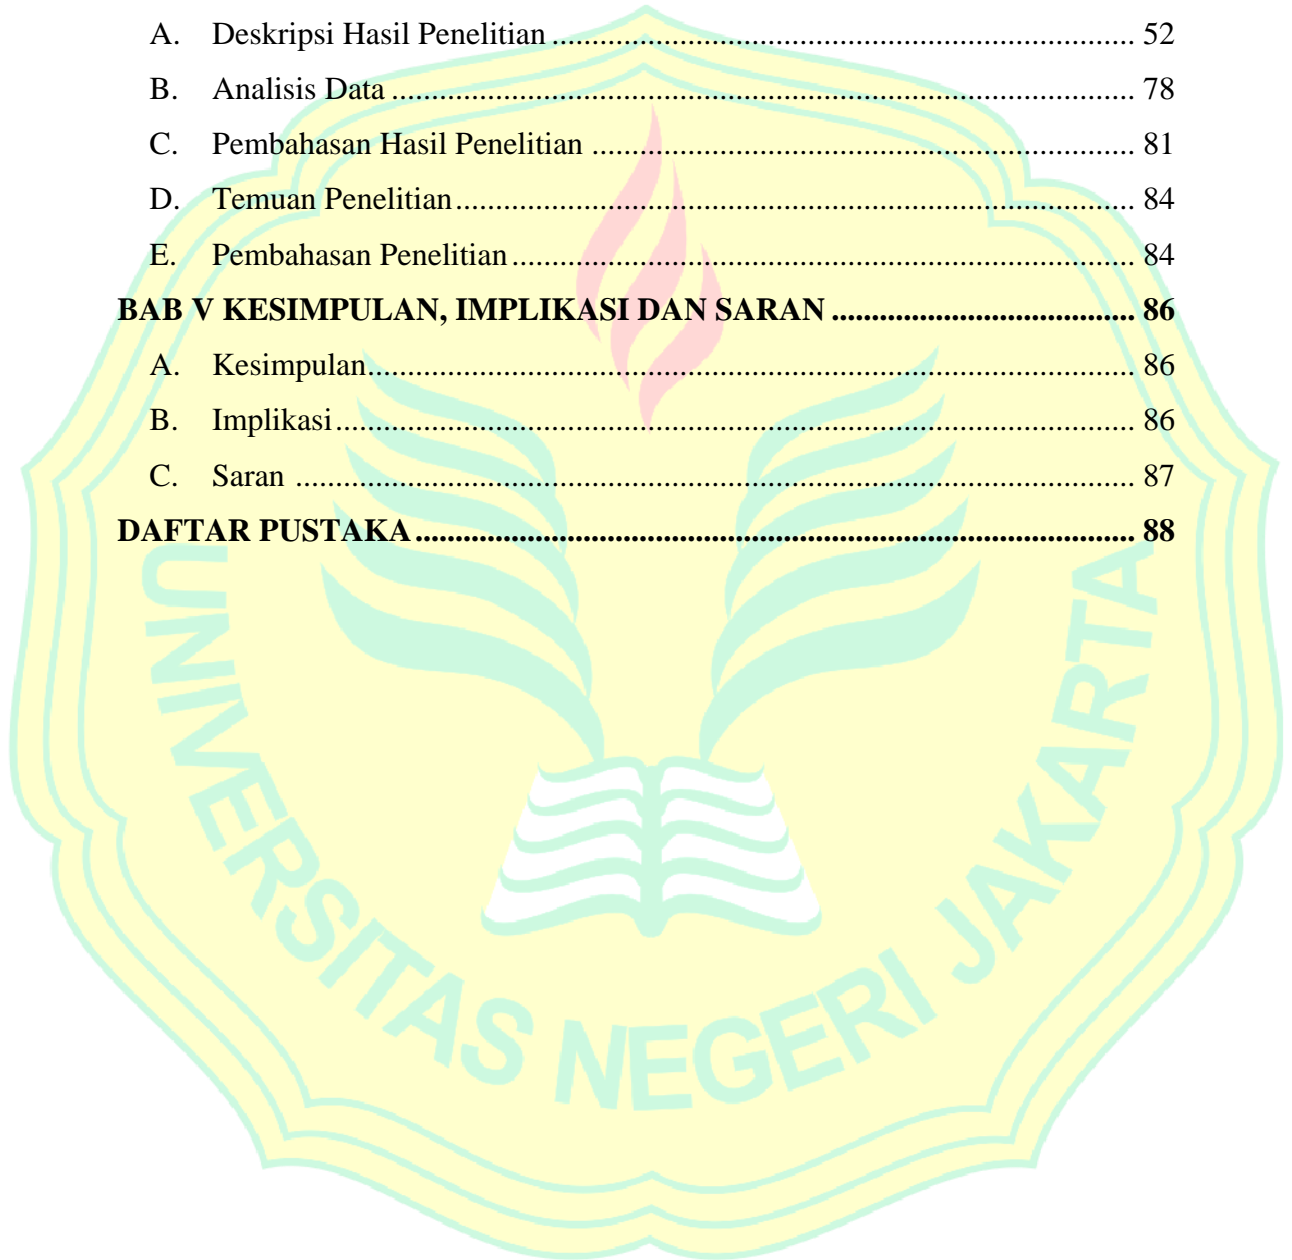 A. Deskripsi Hasil Penelitian ........................................................................ 52
B. Analisis Data ............................................................................................ 78
C. Pembahasan Hasil Penelitian ................................................................... 81
D. Temuan Penelitian .................................................................................... 84
E. Pembahasan Penelitian ............................................................................. 84
BAB V KESIMPULAN, IMPLIKASI DAN SARAN ..................................... 86
A. Kesimpulan ............................................................................................... 86
B. Implikasi ................................................................................................... 86
C. Saran ........................................................................................................ 87
DAFTAR PUSTAKA ........................................................................................ 88
UNIVERSITAS NEGERI JAKARTA